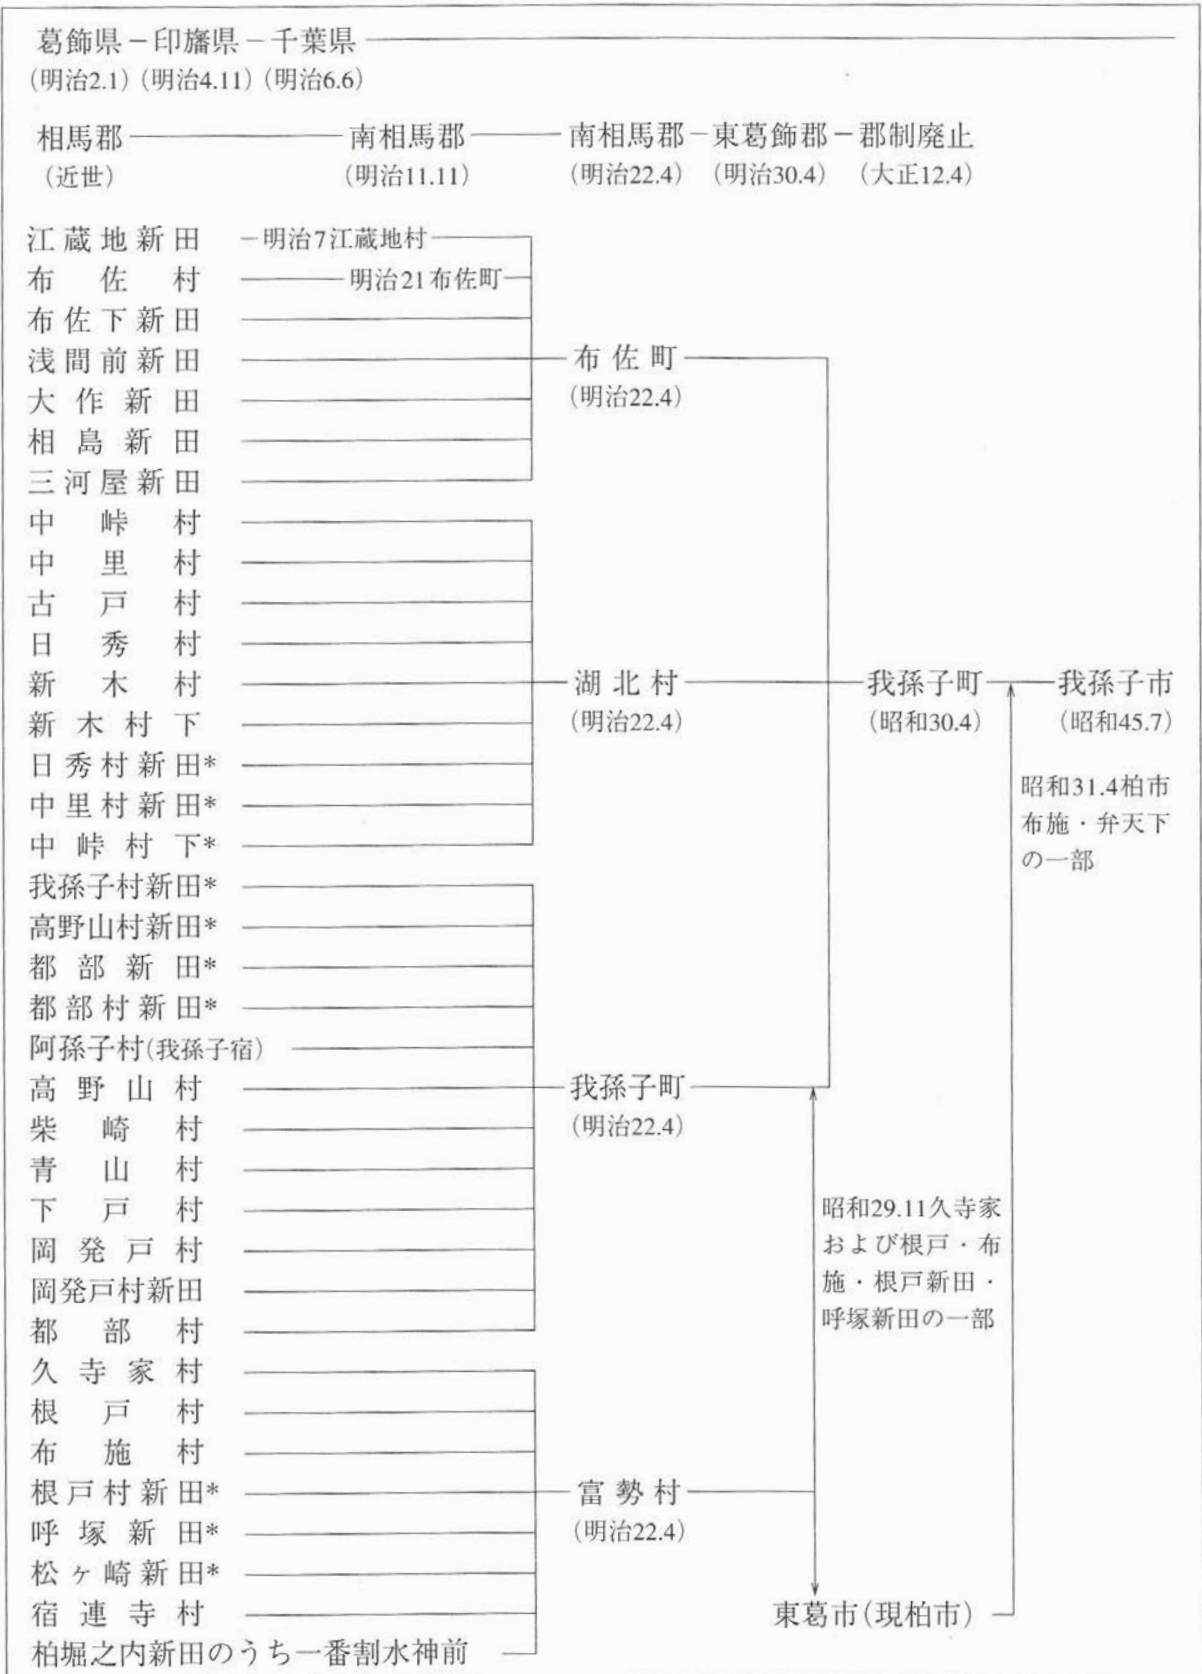 葛飾県－印旛県－千葉県
(明治2.1) (明治4.11) (明治6.6)
相馬郡 南相馬郡 南相馬郡－東葛飾郡－郡制廃止
(近世) (明治11.11) (明治22.4) (明治30.4) (大正12.4)
江蔵地新田 －明治7江蔵地村
布佐村 明治21布佐町
布佐下新田
浅間前新田 布佐町
大作新田 (明治22.4)
相島新田
三河屋新田
中峠村
中里村
古戸村
日秀村
新木村 湖北村 我孫子町 我孫子市
新木村下 (明治22.4) (昭和30.4) (昭和45.7)
日秀村新田*
中里村新田*
中峠村下*
昭和31.4柏市
布施・弁天下
の一部
我孫子村新田*
高野山村新田*
都部新田*
都部村新田*
阿孫子村(我孫子宿)
高野山村 我孫子町
柴崎村 (明治22.4)
青山村
下戸村
岡発戸村
岡発戸村新田
都部村
昭和29.11久寺家
および根戸・布
施・根戸新田・
呼塚新田の一部
久寺家村
根戸村
布施村
根戸村新田* 富勢村
呼塚新田* (明治22.4)
松ヶ崎新田*
宿連寺村 東葛市(現柏市)
柏堀之内新田のうち一番割水神前